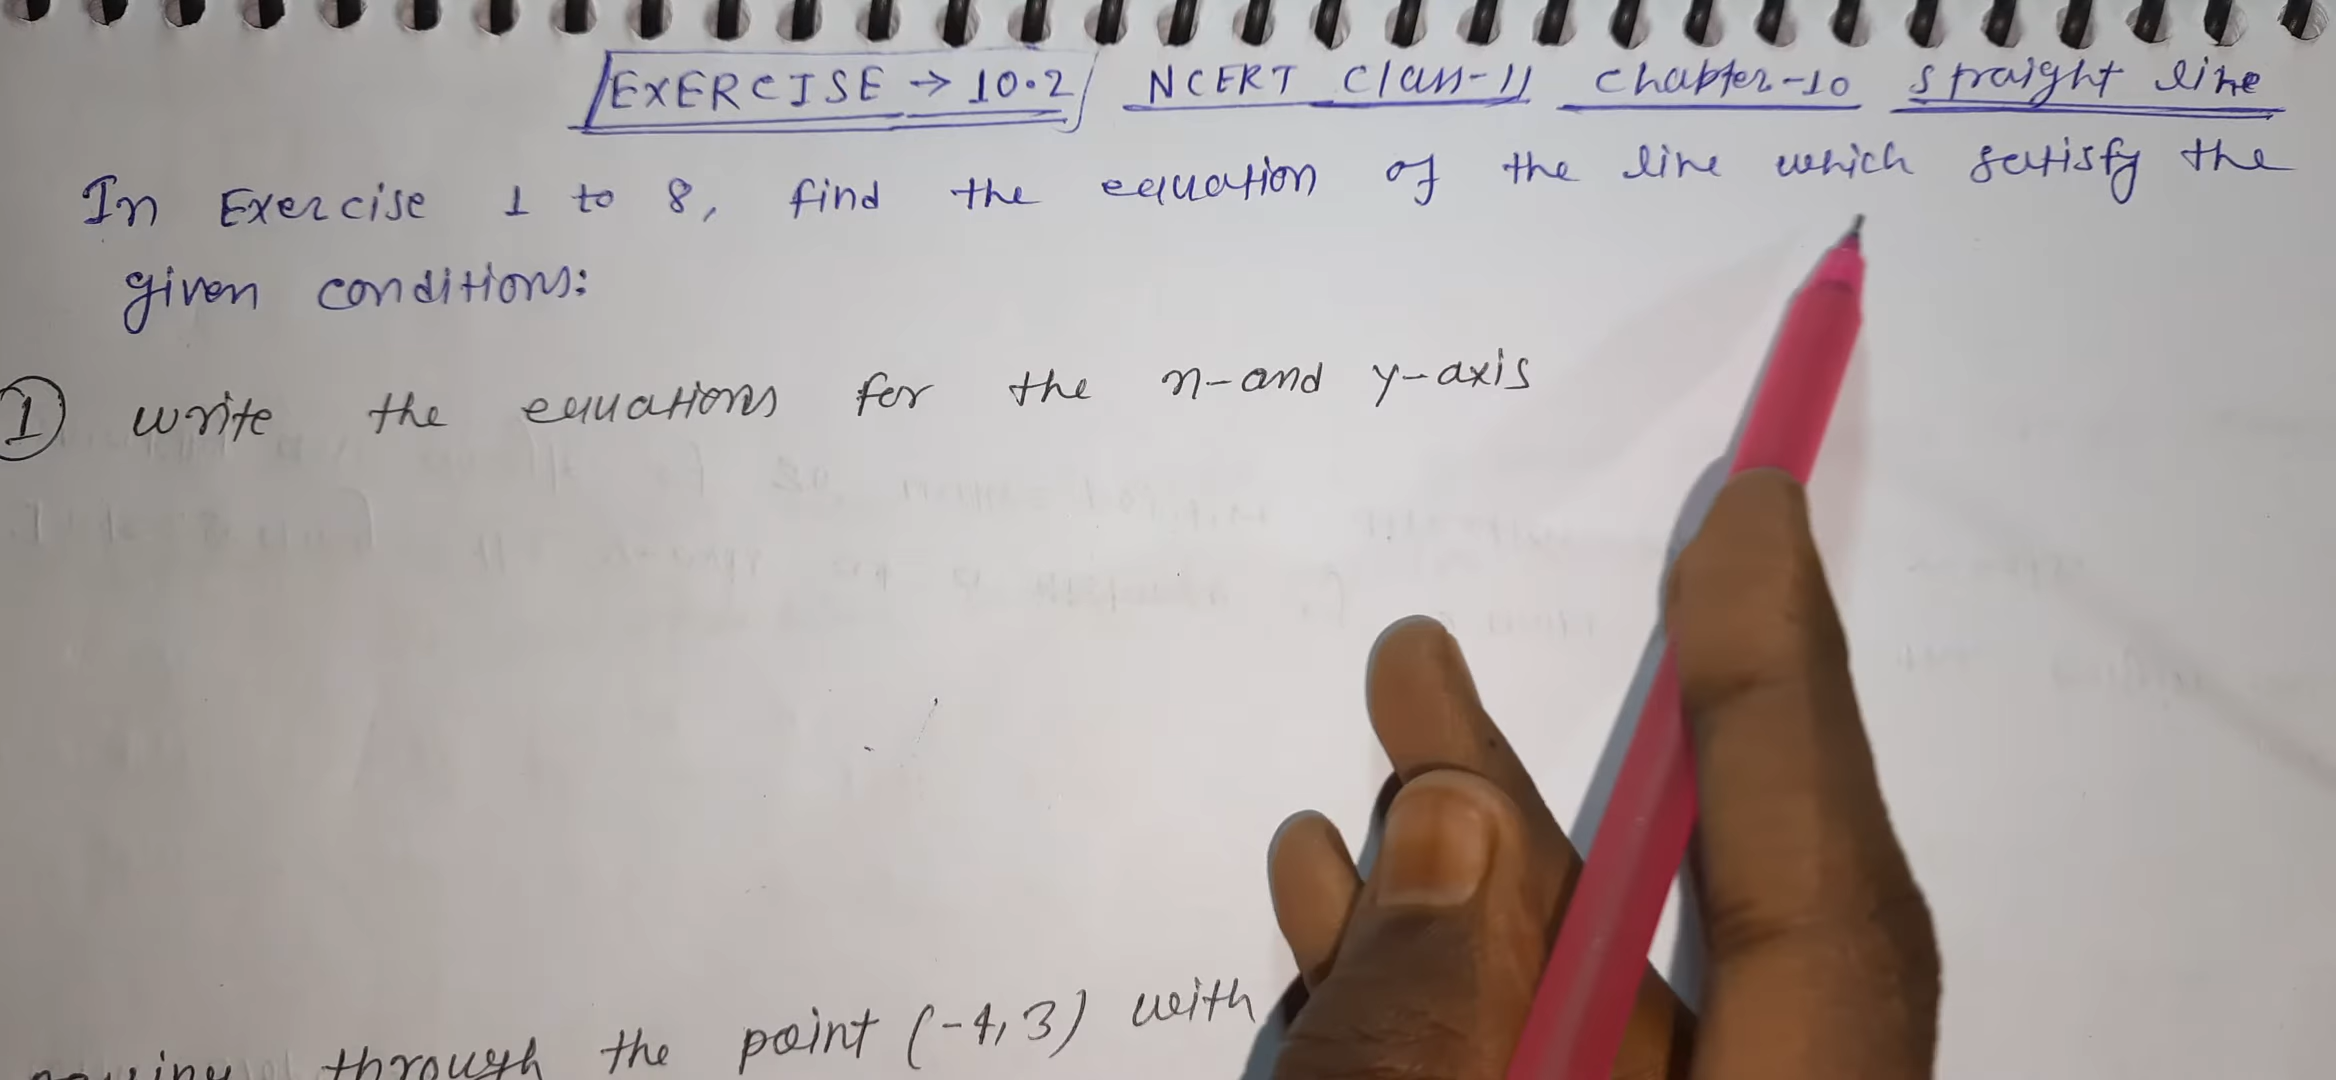 EXERCISE → 10.2 NCERT Class-11 Chapter-10 Straight line
In Exercise 1 to 8, find the equation of the line which satisfy the
given conditions:
① write the equations for the x-and y-axis
through the point (-4,3) with